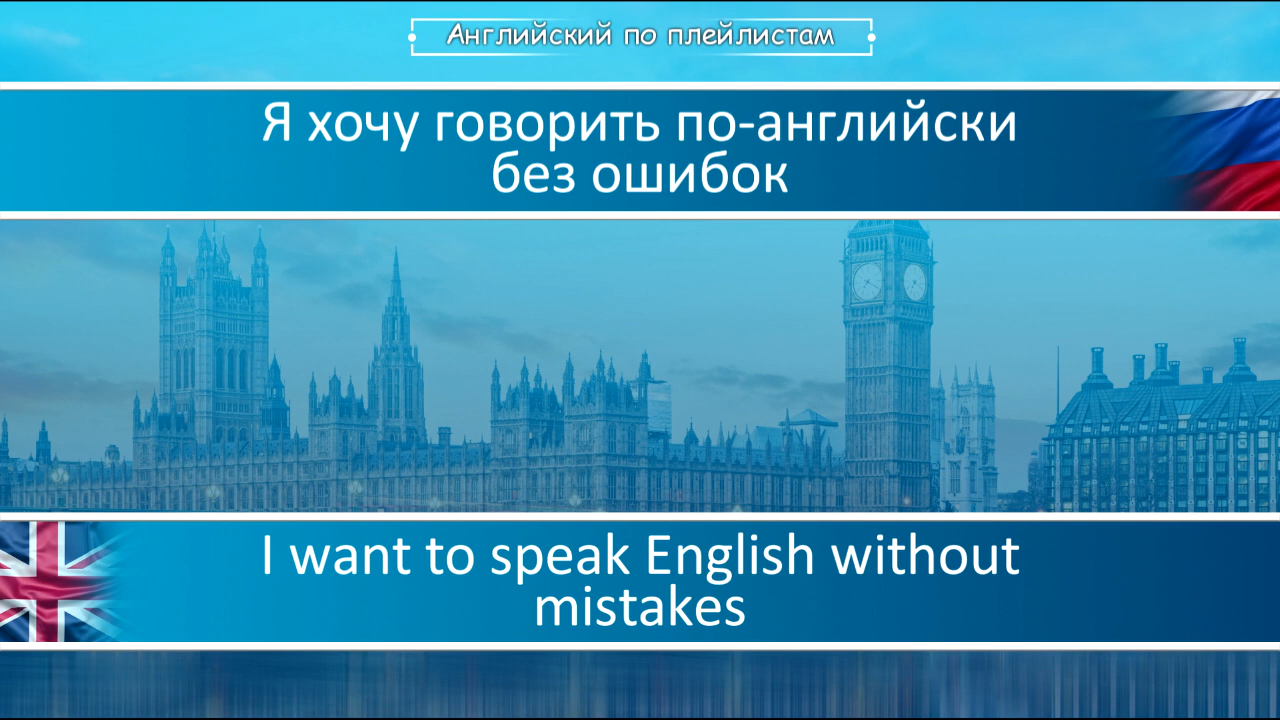 Английский по плейлистам
Я хочу говорить по-английски
без ошибок
I want to speak English without
mistakes